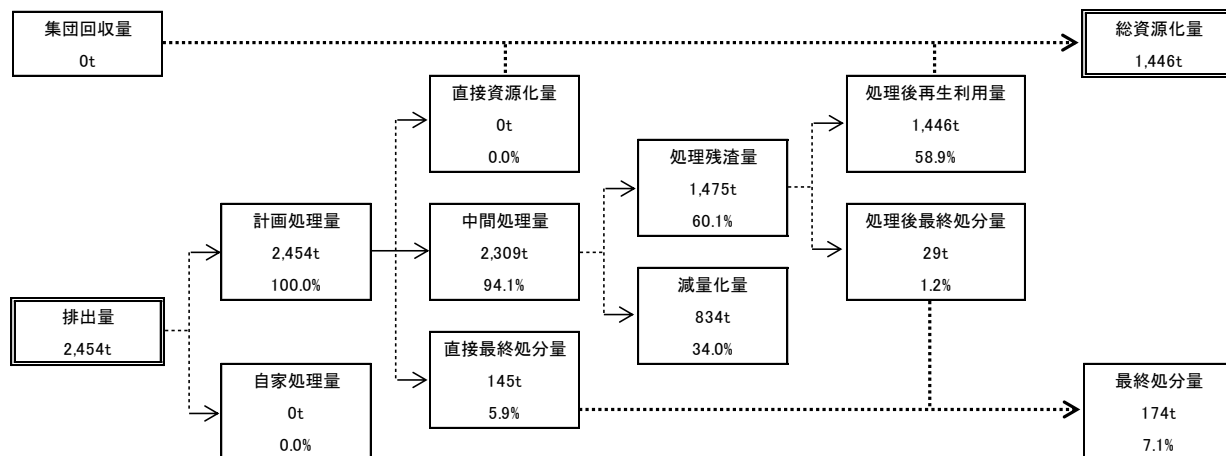 集団回収量
0t
総資源化量
1,446t
直接資源化量
0t
0.0%
処理後再生利用量
1,446t
58.9%
処理残渣量
1,475t
60.1%
計画処理量
2,454t
100.0%
中間処理量
2,309t
94.1%
処理後最終処分量
29t
1.2%
排出量
2,454t
減量化量
834t
34.0%
直接最終処分量
145t
5.9%
自家処理量
0t
0.0%
最終処分量
174t
7.1%